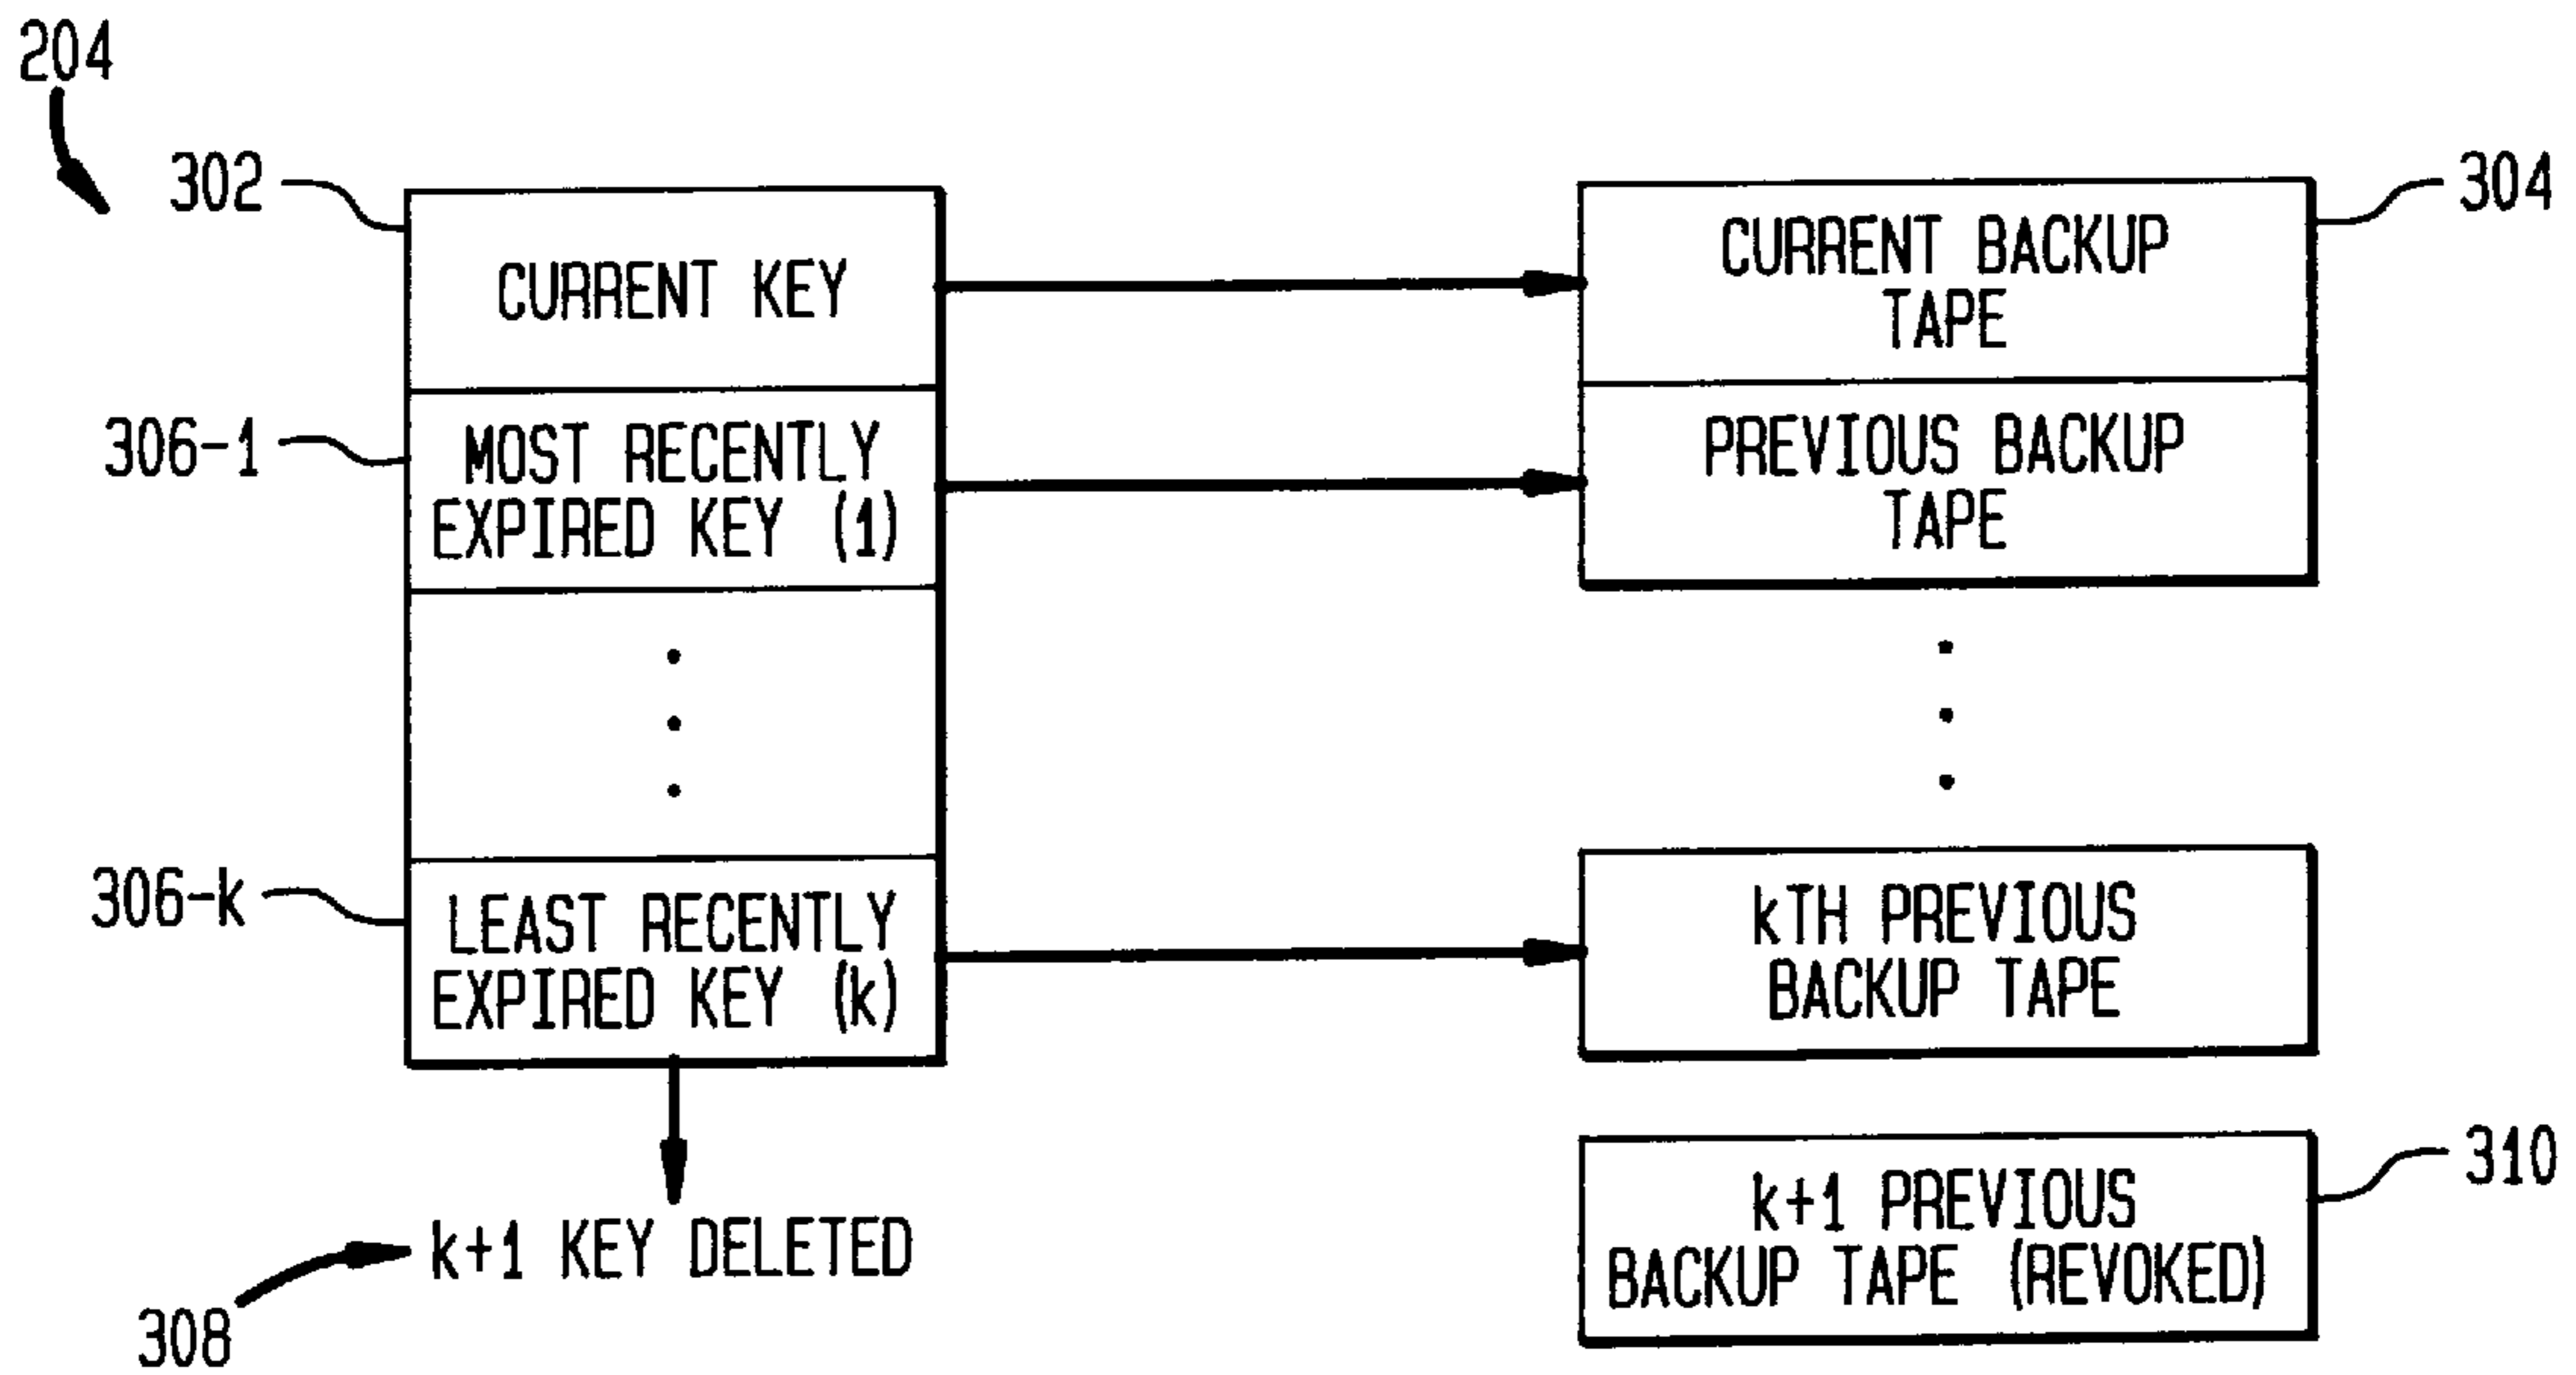 204
302
CURRENT KEY
CURRENT BACKUP
TAPE
304
306-1
MOST RECENTLY
EXPIRED KEY (1)
PREVIOUS BACKUP
TAPE
306-k
LEAST RECENTLY
EXPIRED KEY (k)
kTH PREVIOUS
BACKUP TAPE
k+1 KEY DELETED
308
k+1 PREVIOUS
BACKUP TAPE (REVOKED)
310